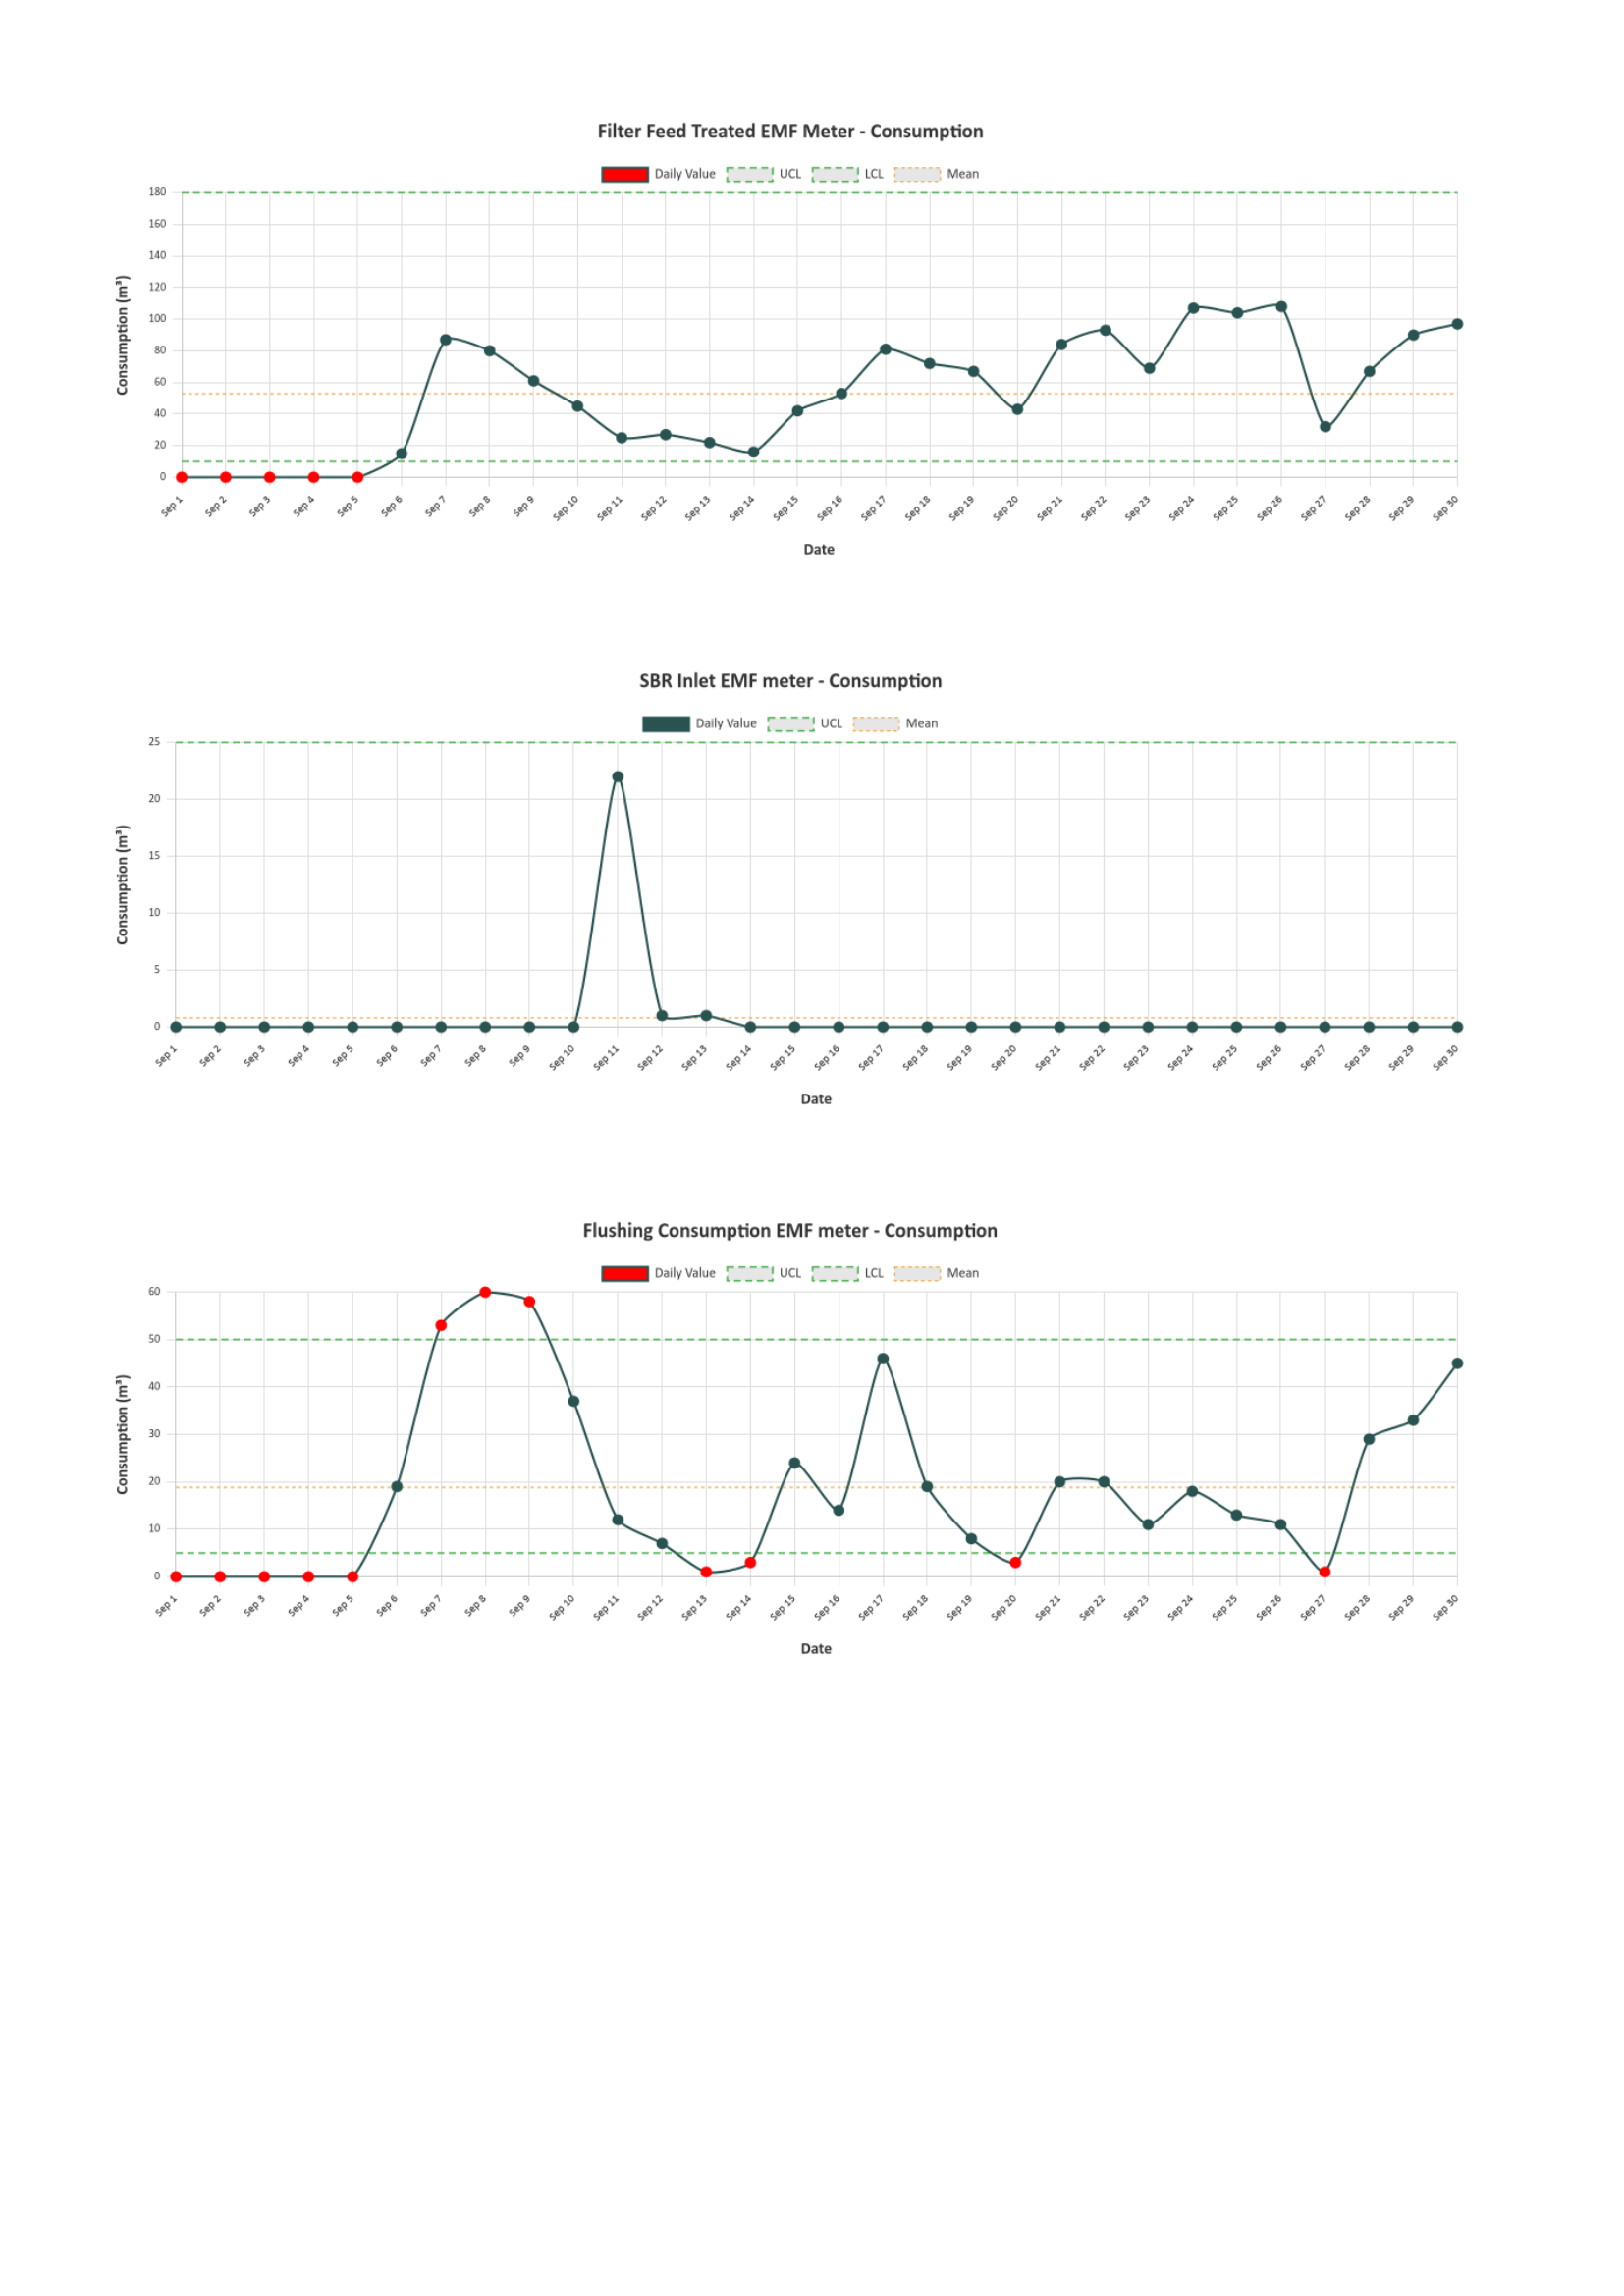 Filter Feed Treated EMF Meter - Consumption
Daily Value UCL LCL Mean
Consumption (m³)
180
160
140
120
100
80
60
40
20
0
Sep 1 Sep 2 Sep 3 Sep 4 Sep 5 Sep 6 Sep 7 Sep 8 Sep 9 Sep 10 Sep 11 Sep 12 Sep 13 Sep 14 Sep 15 Sep 16 Sep 17 Sep 18 Sep 19 Sep 20 Sep 21 Sep 22 Sep 23 Sep 24 Sep 25 Sep 26 Sep 27 Sep 28 Sep 29 Sep 30
Date
SBR Inlet EMF meter - Consumption
Daily Value UCL Mean
Consumption (m³)
25
20
15
10
5
0
Sep 1 Sep 2 Sep 3 Sep 4 Sep 5 Sep 6 Sep 7 Sep 8 Sep 9 Sep 10 Sep 11 Sep 12 Sep 13 Sep 14 Sep 15 Sep 16 Sep 17 Sep 18 Sep 19 Sep 20 Sep 21 Sep 22 Sep 23 Sep 24 Sep 25 Sep 26 Sep 27 Sep 28 Sep 29 Sep 30
Date
Flushing Consumption EMF meter - Consumption
Daily Value UCL LCL Mean
Consumption (m³)
60
50
40
30
20
10
0
Sep 1 Sep 2 Sep 3 Sep 4 Sep 5 Sep 6 Sep 7 Sep 8 Sep 9 Sep 10 Sep 11 Sep 12 Sep 13 Sep 14 Sep 15 Sep 16 Sep 17 Sep 18 Sep 19 Sep 20 Sep 21 Sep 22 Sep 23 Sep 24 Sep 25 Sep 26 Sep 27 Sep 28 Sep 29 Sep 30
Date